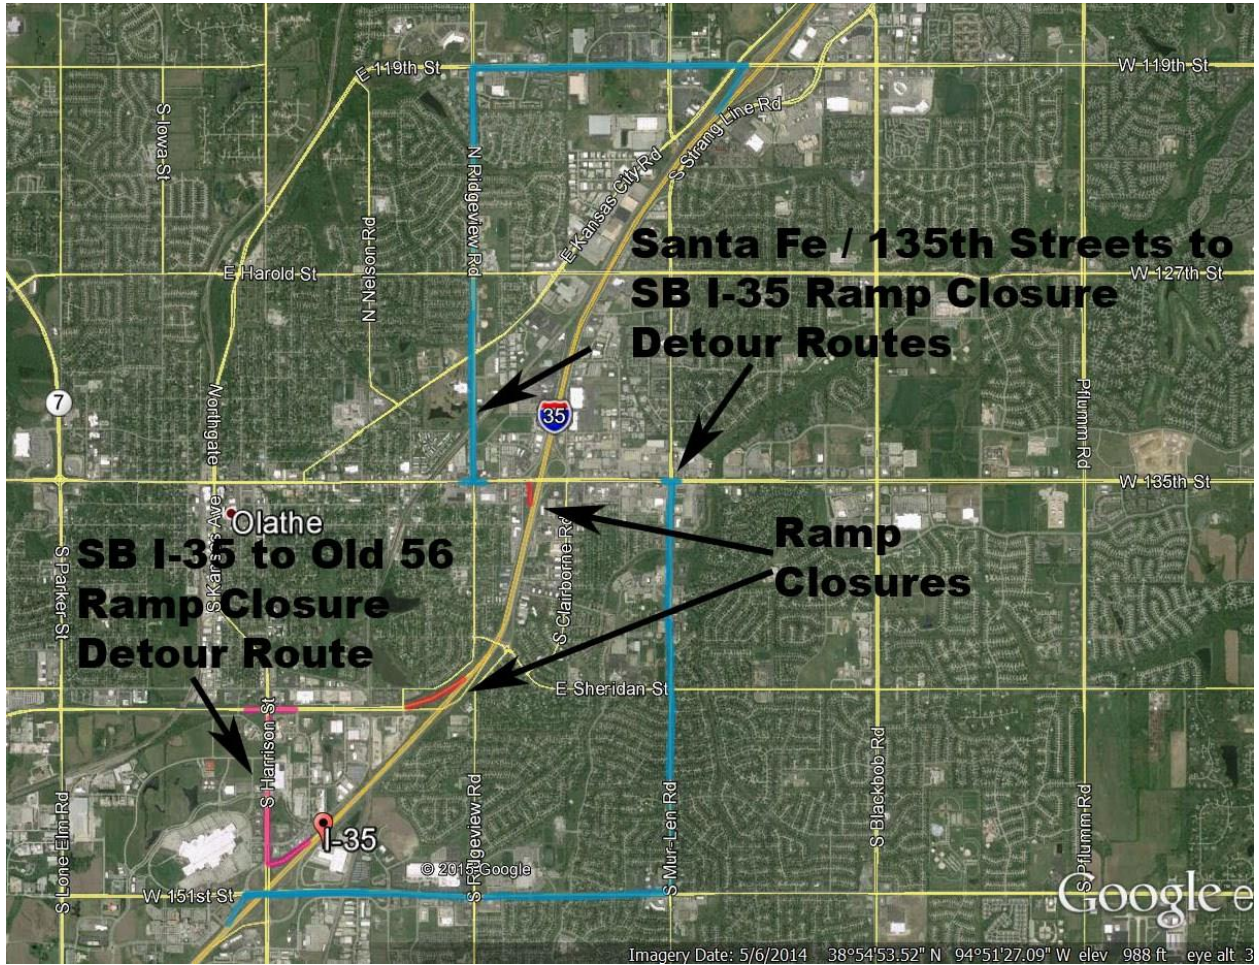 E 119th St
W 119th St
S Iowa St
S Strang Line Rd
N Ridgeview Rd
E Kansas City Rd
N Nelson Rd
Santa Fe / 135th Streets to
SB I-35 Ramp Closure
Detour Routes
E Harold St
W 127th St
7
35
Northgate
Pflumm Rd
W 135th St
Olathe
S Kansas Ave
SB I-35 to Old 56
Ramp Closure
Detour Route
Ramp
Closures
S Parker St
S Clairborne Rd
E Sheridan St
S Harrison St
S Lone Elm Rd
I-35
S Ridgeview Rd
S Mur-Len Rd
S Blackbob Rd
S Pflumm Rd
© 2015 Google
W 151st St
Google e
Imagery Date: 5/6/2014 38°54'53.52" N 94°51'27.09" W elev 988 ft eye alt 3